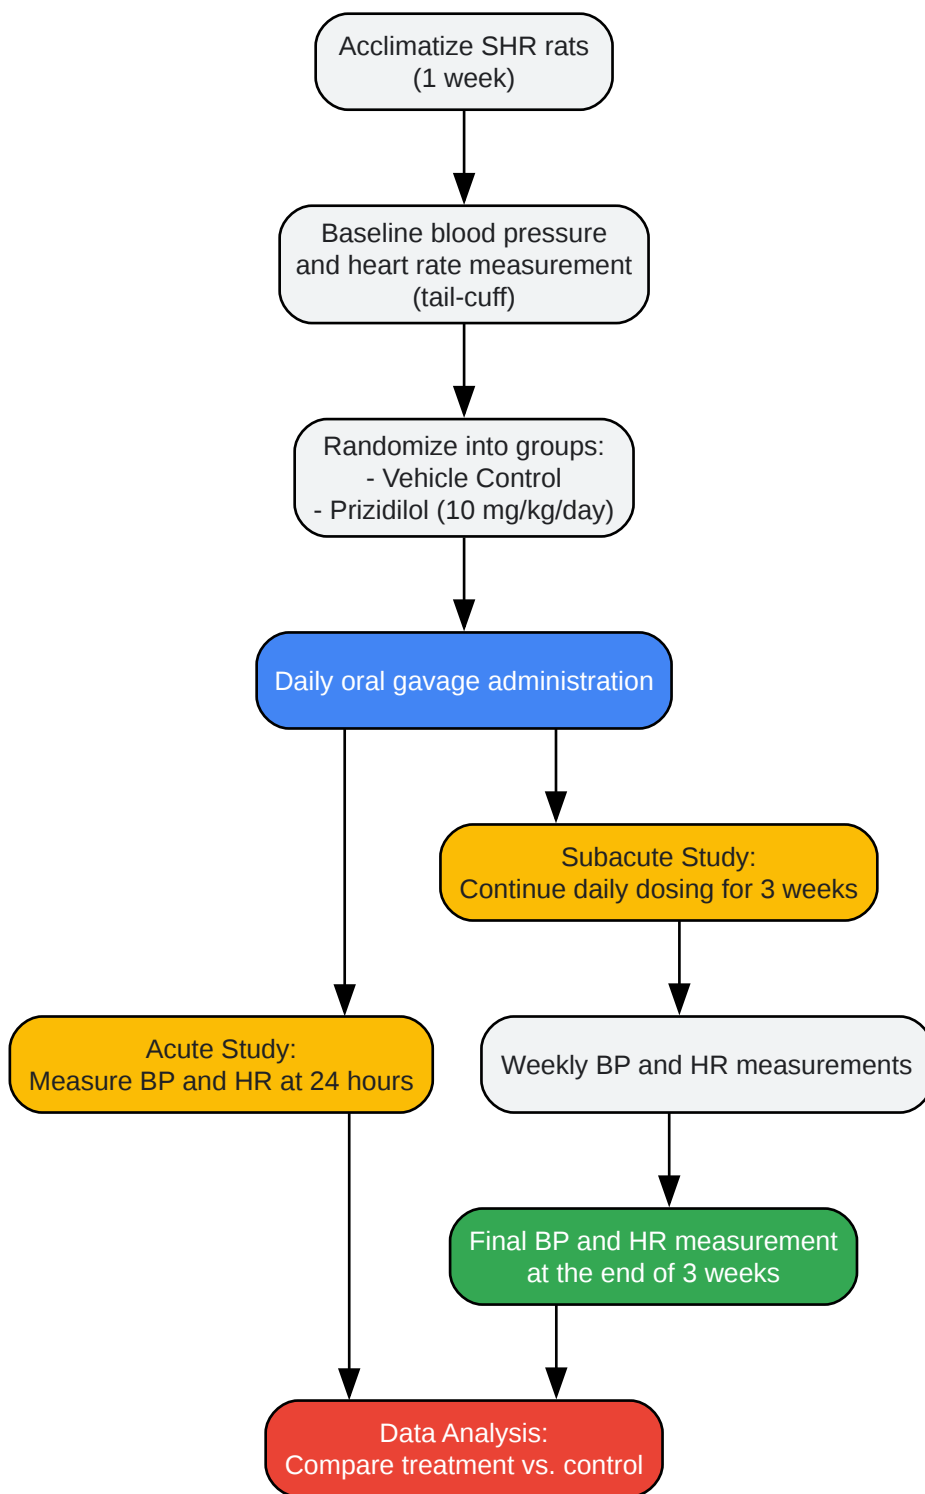 Acclimatize SHR rats
(1 week)
Baseline blood pressure
and heart rate measurement
(tail-cuff)
Randomize into groups:
- Vehicle Control
- Prizidilol (10 mg/kg/day)
Daily oral gavage administration
Subacute Study:
Continue daily dosing for 3 weeks
Acute Study:
Measure BP and HR at 24 hours
Weekly BP and HR measurements
Final BP and HR measurement
at the end of 3 weeks
Data Analysis:
Compare treatment vs. control